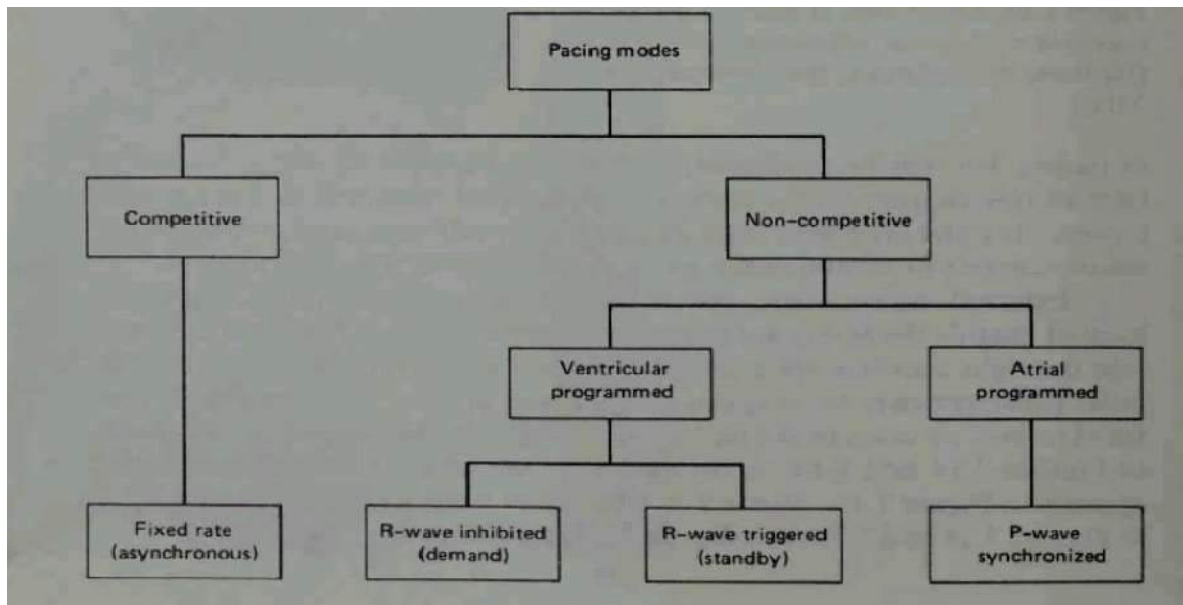 Pacing modes
Competitive
Non-competitive
Ventricular
programmed
Atrial
programmed
Fixed rate
(asynchronous)
R-wave inhibited
(demand)
R-wave triggered
(standby)
P-wave
synchronized